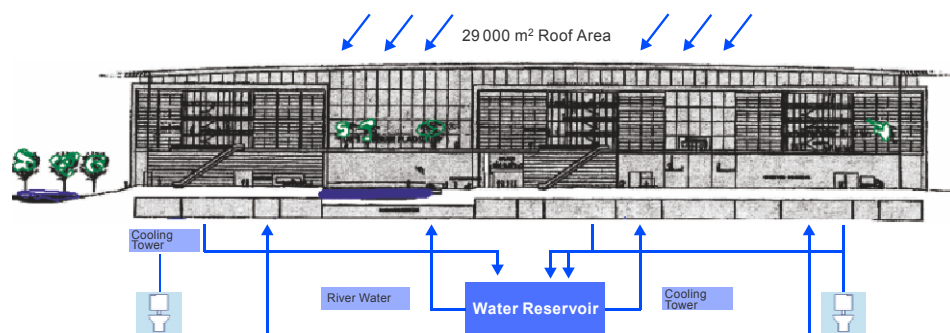 29 000 m² Roof Area
Cooling
Tower
River Water
Water Reservoir
Cooling
Tower